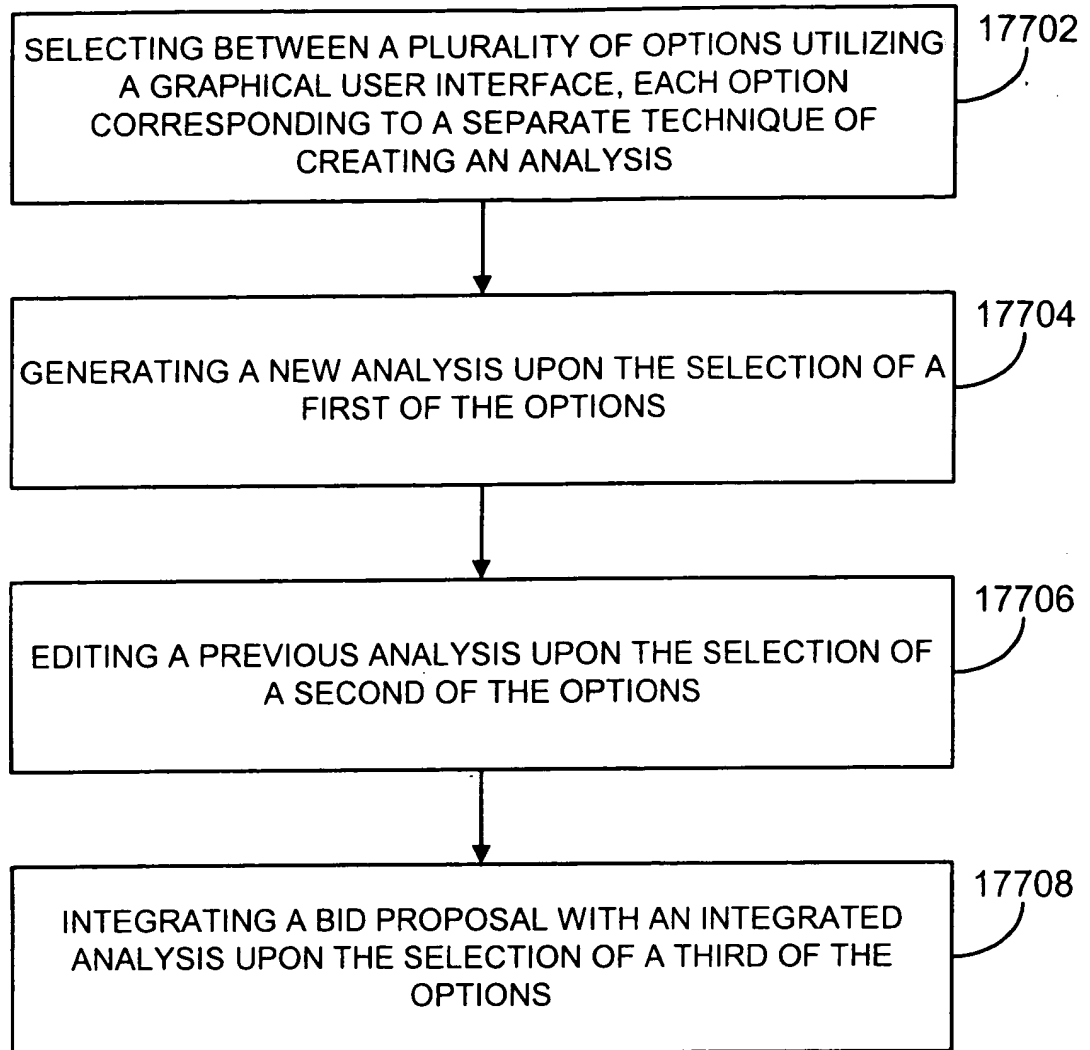 SELECTING BETWEEN A PLURALITY OF OPTIONS UTILIZING
A GRAPHICAL USER INTERFACE, EACH OPTION
CORRESPONDING TO A SEPARATE TECHNIQUE OF
CREATING AN ANALYSIS
17702
GENERATING A NEW ANALYSIS UPON THE SELECTION OF A
FIRST OF THE OPTIONS
17704
EDITING A PREVIOUS ANALYSIS UPON THE SELECTION OF
A SECOND OF THE OPTIONS
17706
INTEGRATING A BID PROPOSAL WITH AN INTEGRATED
ANALYSIS UPON THE SELECTION OF A THIRD OF THE
OPTIONS
17708